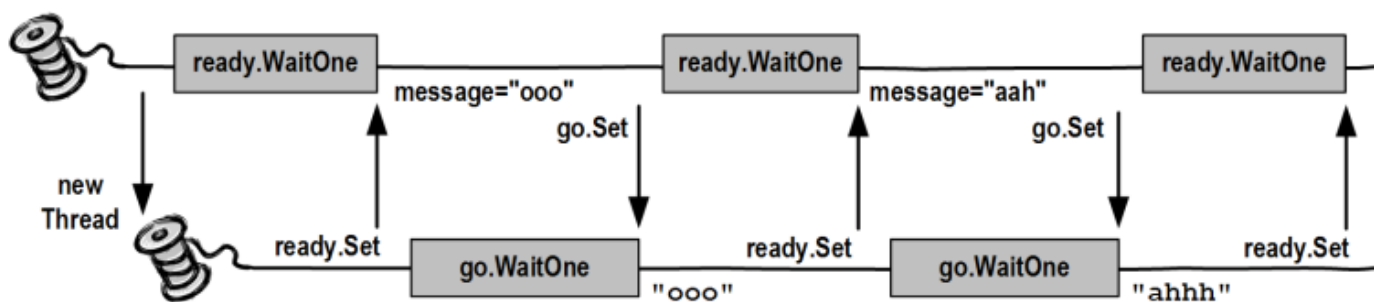 ready.WaitOne
ready.WaitOne
ready.WaitOne
message="ooo"
message="aah"
go.Set
go.Set
new
Thread
ready.Set
ready.Set
ready.Set
go.WaitOne
go.WaitOne
"ooo"
"ahhh"